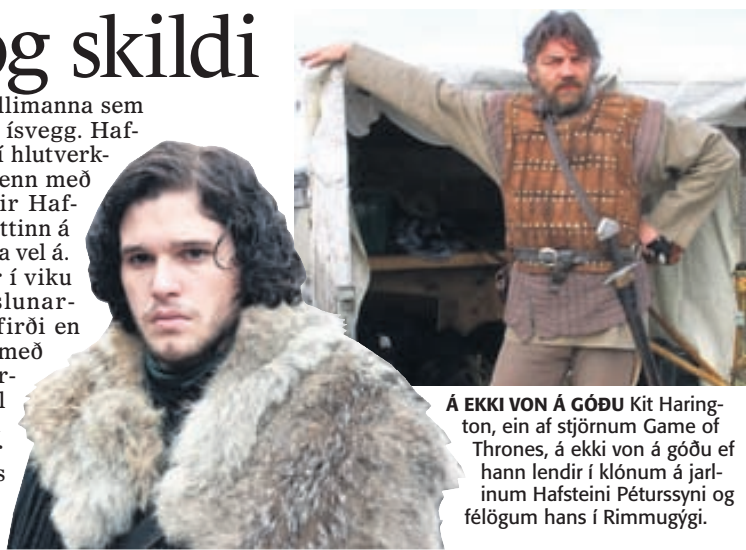 og skildi
llimanna sem
ísvegg. Haf-
í hlutverk-
enn með
ir Haf-
ttinn á
a vel á.
r í viku
slunar-
firði en
með
r-
l
.
s
Á EKKI VON Á GÓÐU Kit Haring-
ton, ein af stjörnum Game of
Thrones, á ekki von á góðu ef
hann lendir í klónum á jarl-
inum Hafsteini Péturssyni og
félögum hans í Rimmugýgi.